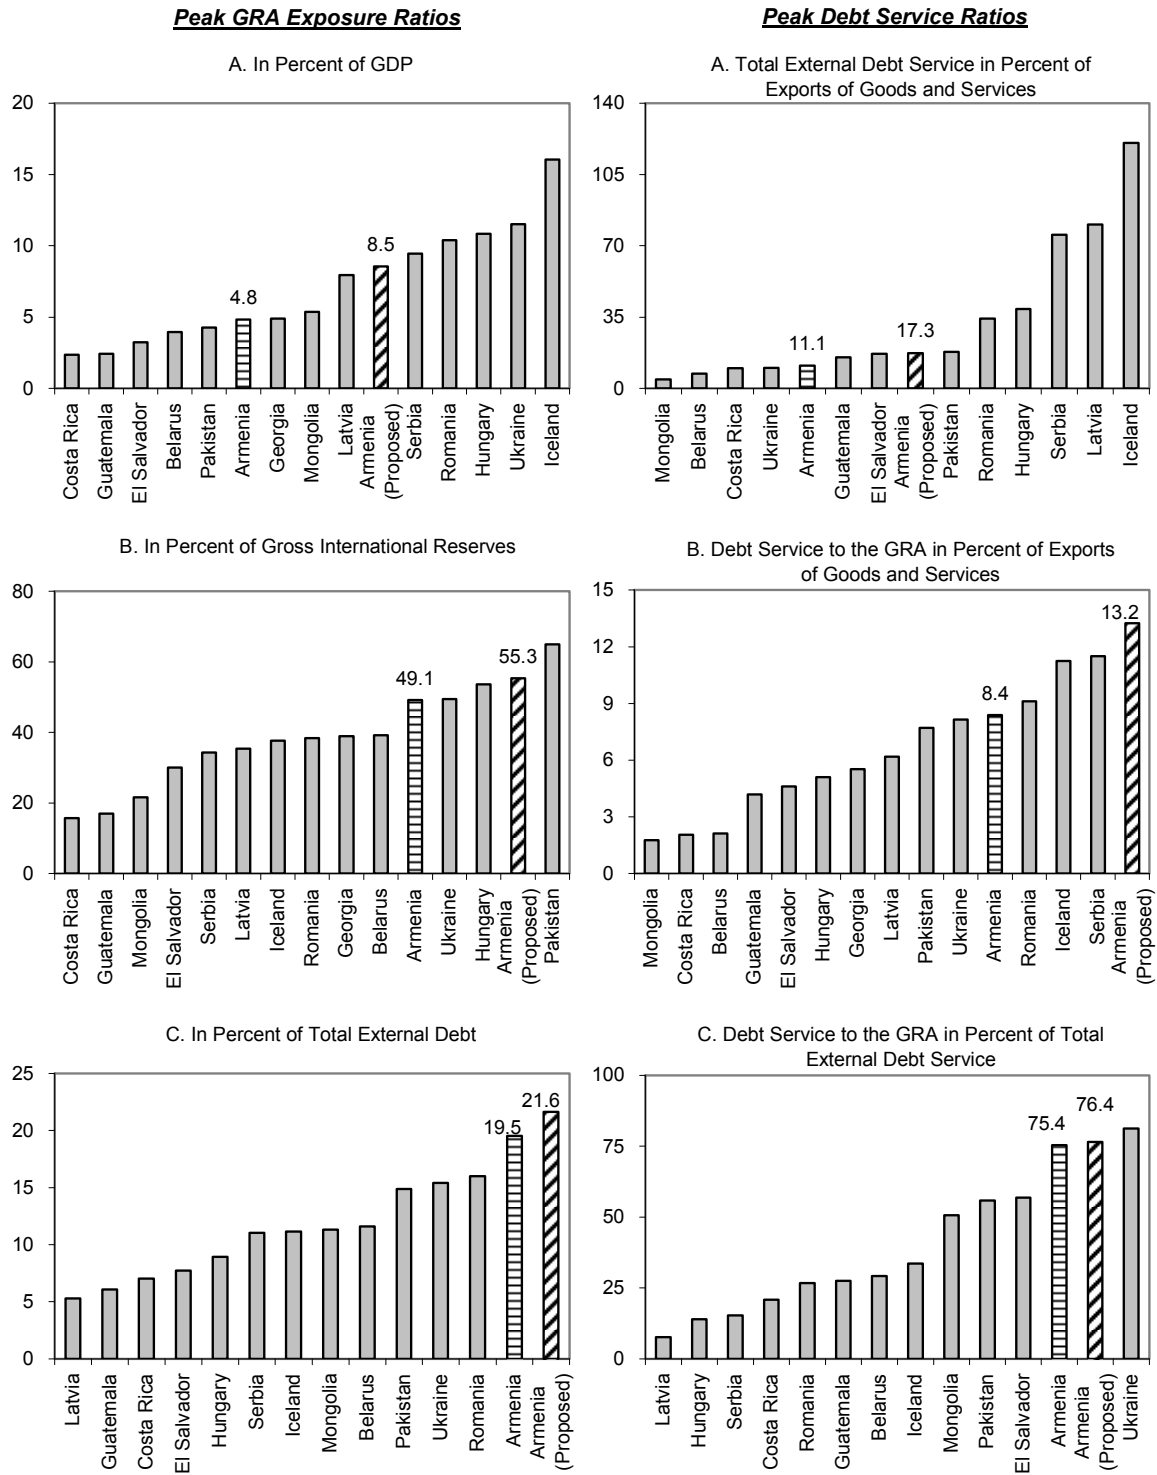 Peak GRA Exposure Ratios
A. In Percent of GDP
20
15
10
5
0
4.8
8.5
Costa Rica
Guatemala
El Salvador
Belarus
Pakistan
Armenia
Georgia
Mongolia
Latvia
Armenia
(Proposed)
Serbia
Romania
Hungary
Ukraine
Iceland
B. In Percent of Gross International Reserves
80
60
40
20
0
49.1
55.3
Costa Rica
Guatemala
Mongolia
El Salvador
Serbia
Latvia
Iceland
Romania
Georgia
Belarus
Armenia
Ukraine
Hungary
Armenia
(Proposed)
Pakistan
C. In Percent of Total External Debt
25
20
15
10
5
0
19.5
21.6
Latvia
Guatemala
Costa Rica
El Salvador
Hungary
Serbia
Iceland
Mongolia
Belarus
Pakistan
Ukraine
Romania
Armenia
Armenia
(Proposed)
Peak Debt Service Ratios
A. Total External Debt Service in Percent of
Exports of Goods and Services
140
105
70
35
0
11.1
17.3
Mongolia
Belarus
Costa Rica
Ukraine
Armenia
Guatemala
El Salvador
Armenia
(Proposed)
Pakistan
Romania
Hungary
Serbia
Latvia
Iceland
B. Debt Service to the GRA in Percent of Exports
of Goods and Services
15
12
9
6
3
0
8.4
13.2
Mongolia
Costa Rica
Belarus
Guatemala
El Salvador
Hungary
Georgia
Latvia
Pakistan
Ukraine
Armenia
Romania
Iceland
Serbia
Armenia
(Proposed)
C. Debt Service to the GRA in Percent of Total
External Debt Service
100
75
50
25
0
75.4
76.4
Latvia
Hungary
Serbia
Costa Rica
Romania
Guatemala
Belarus
Iceland
Mongolia
Pakistan
El Salvador
Armenia
Armenia
(Proposed)
Ukraine